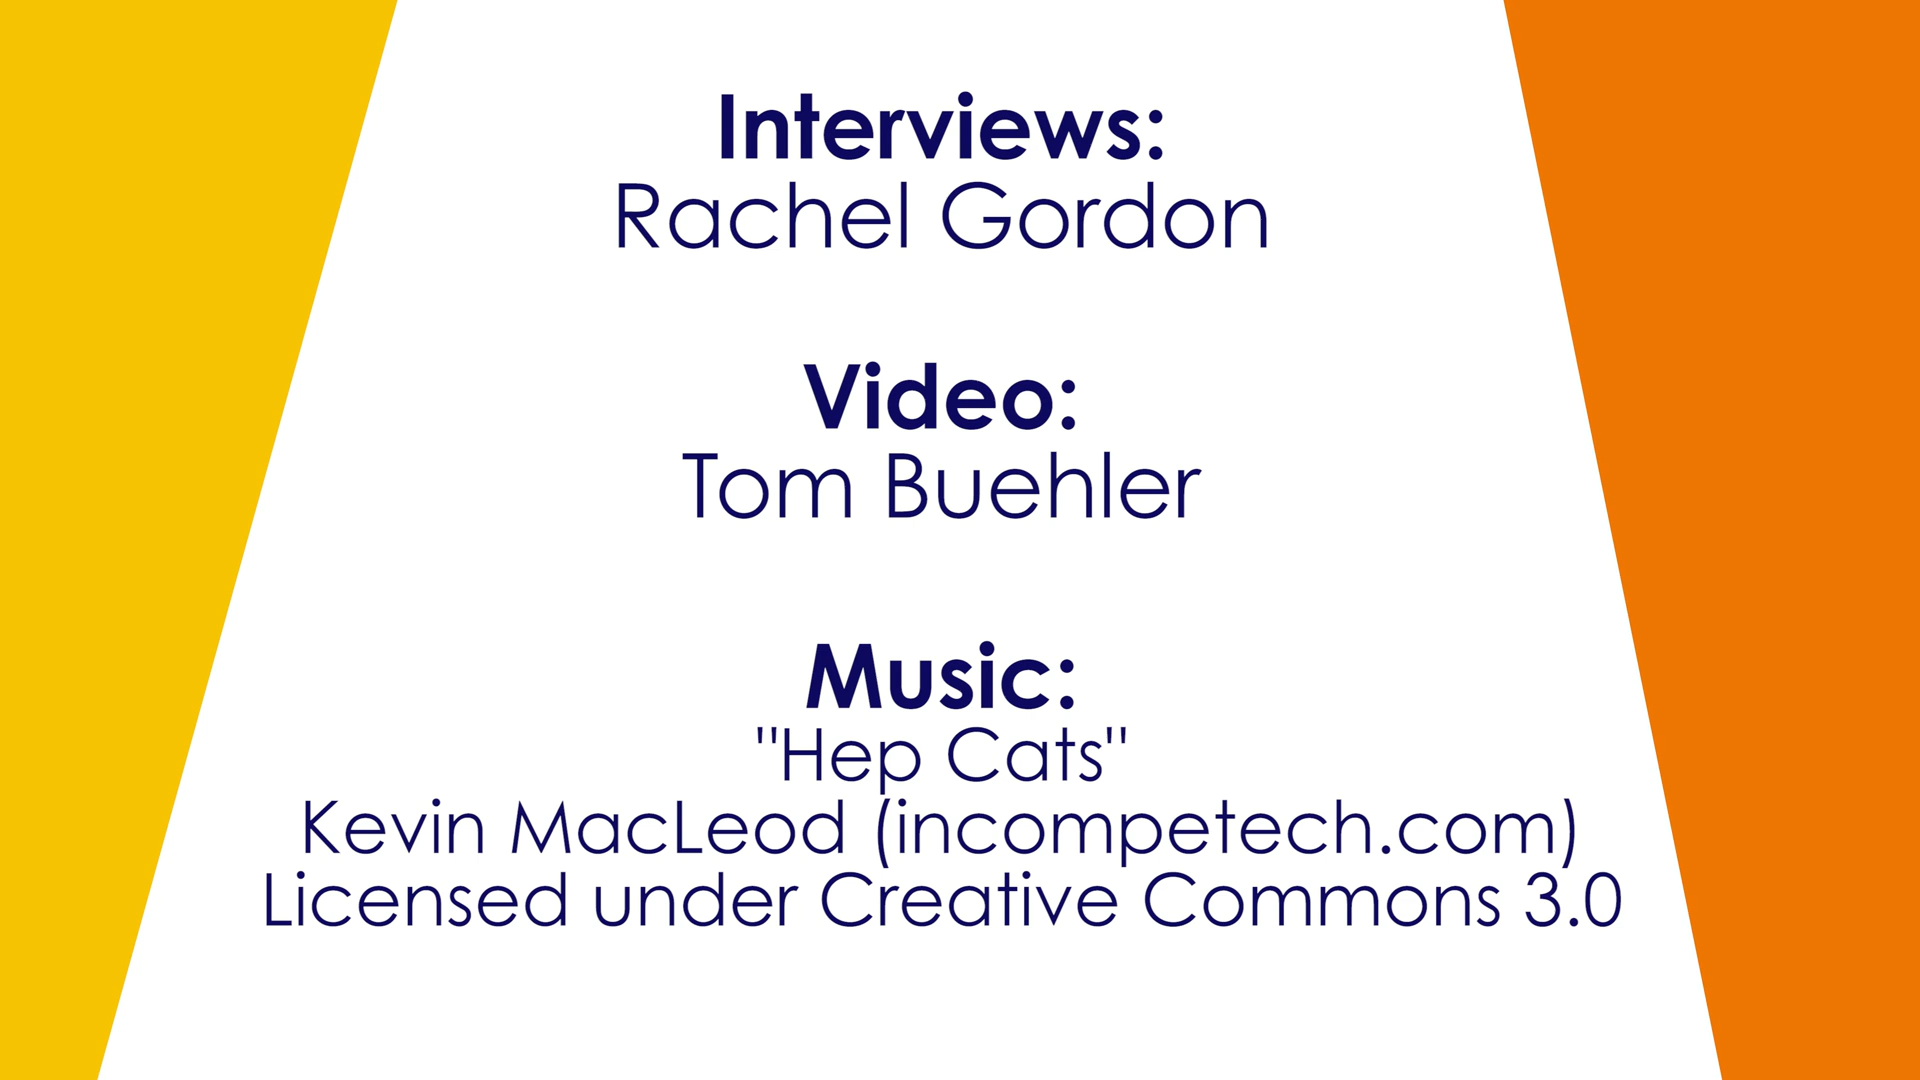 Interviews:
Rachel Gordon
Video:
Tom Buehler
Music:
"Hep Cats"
Kevin MacLeod (incompetech.com)
Licensed under Creative Commons 3.0